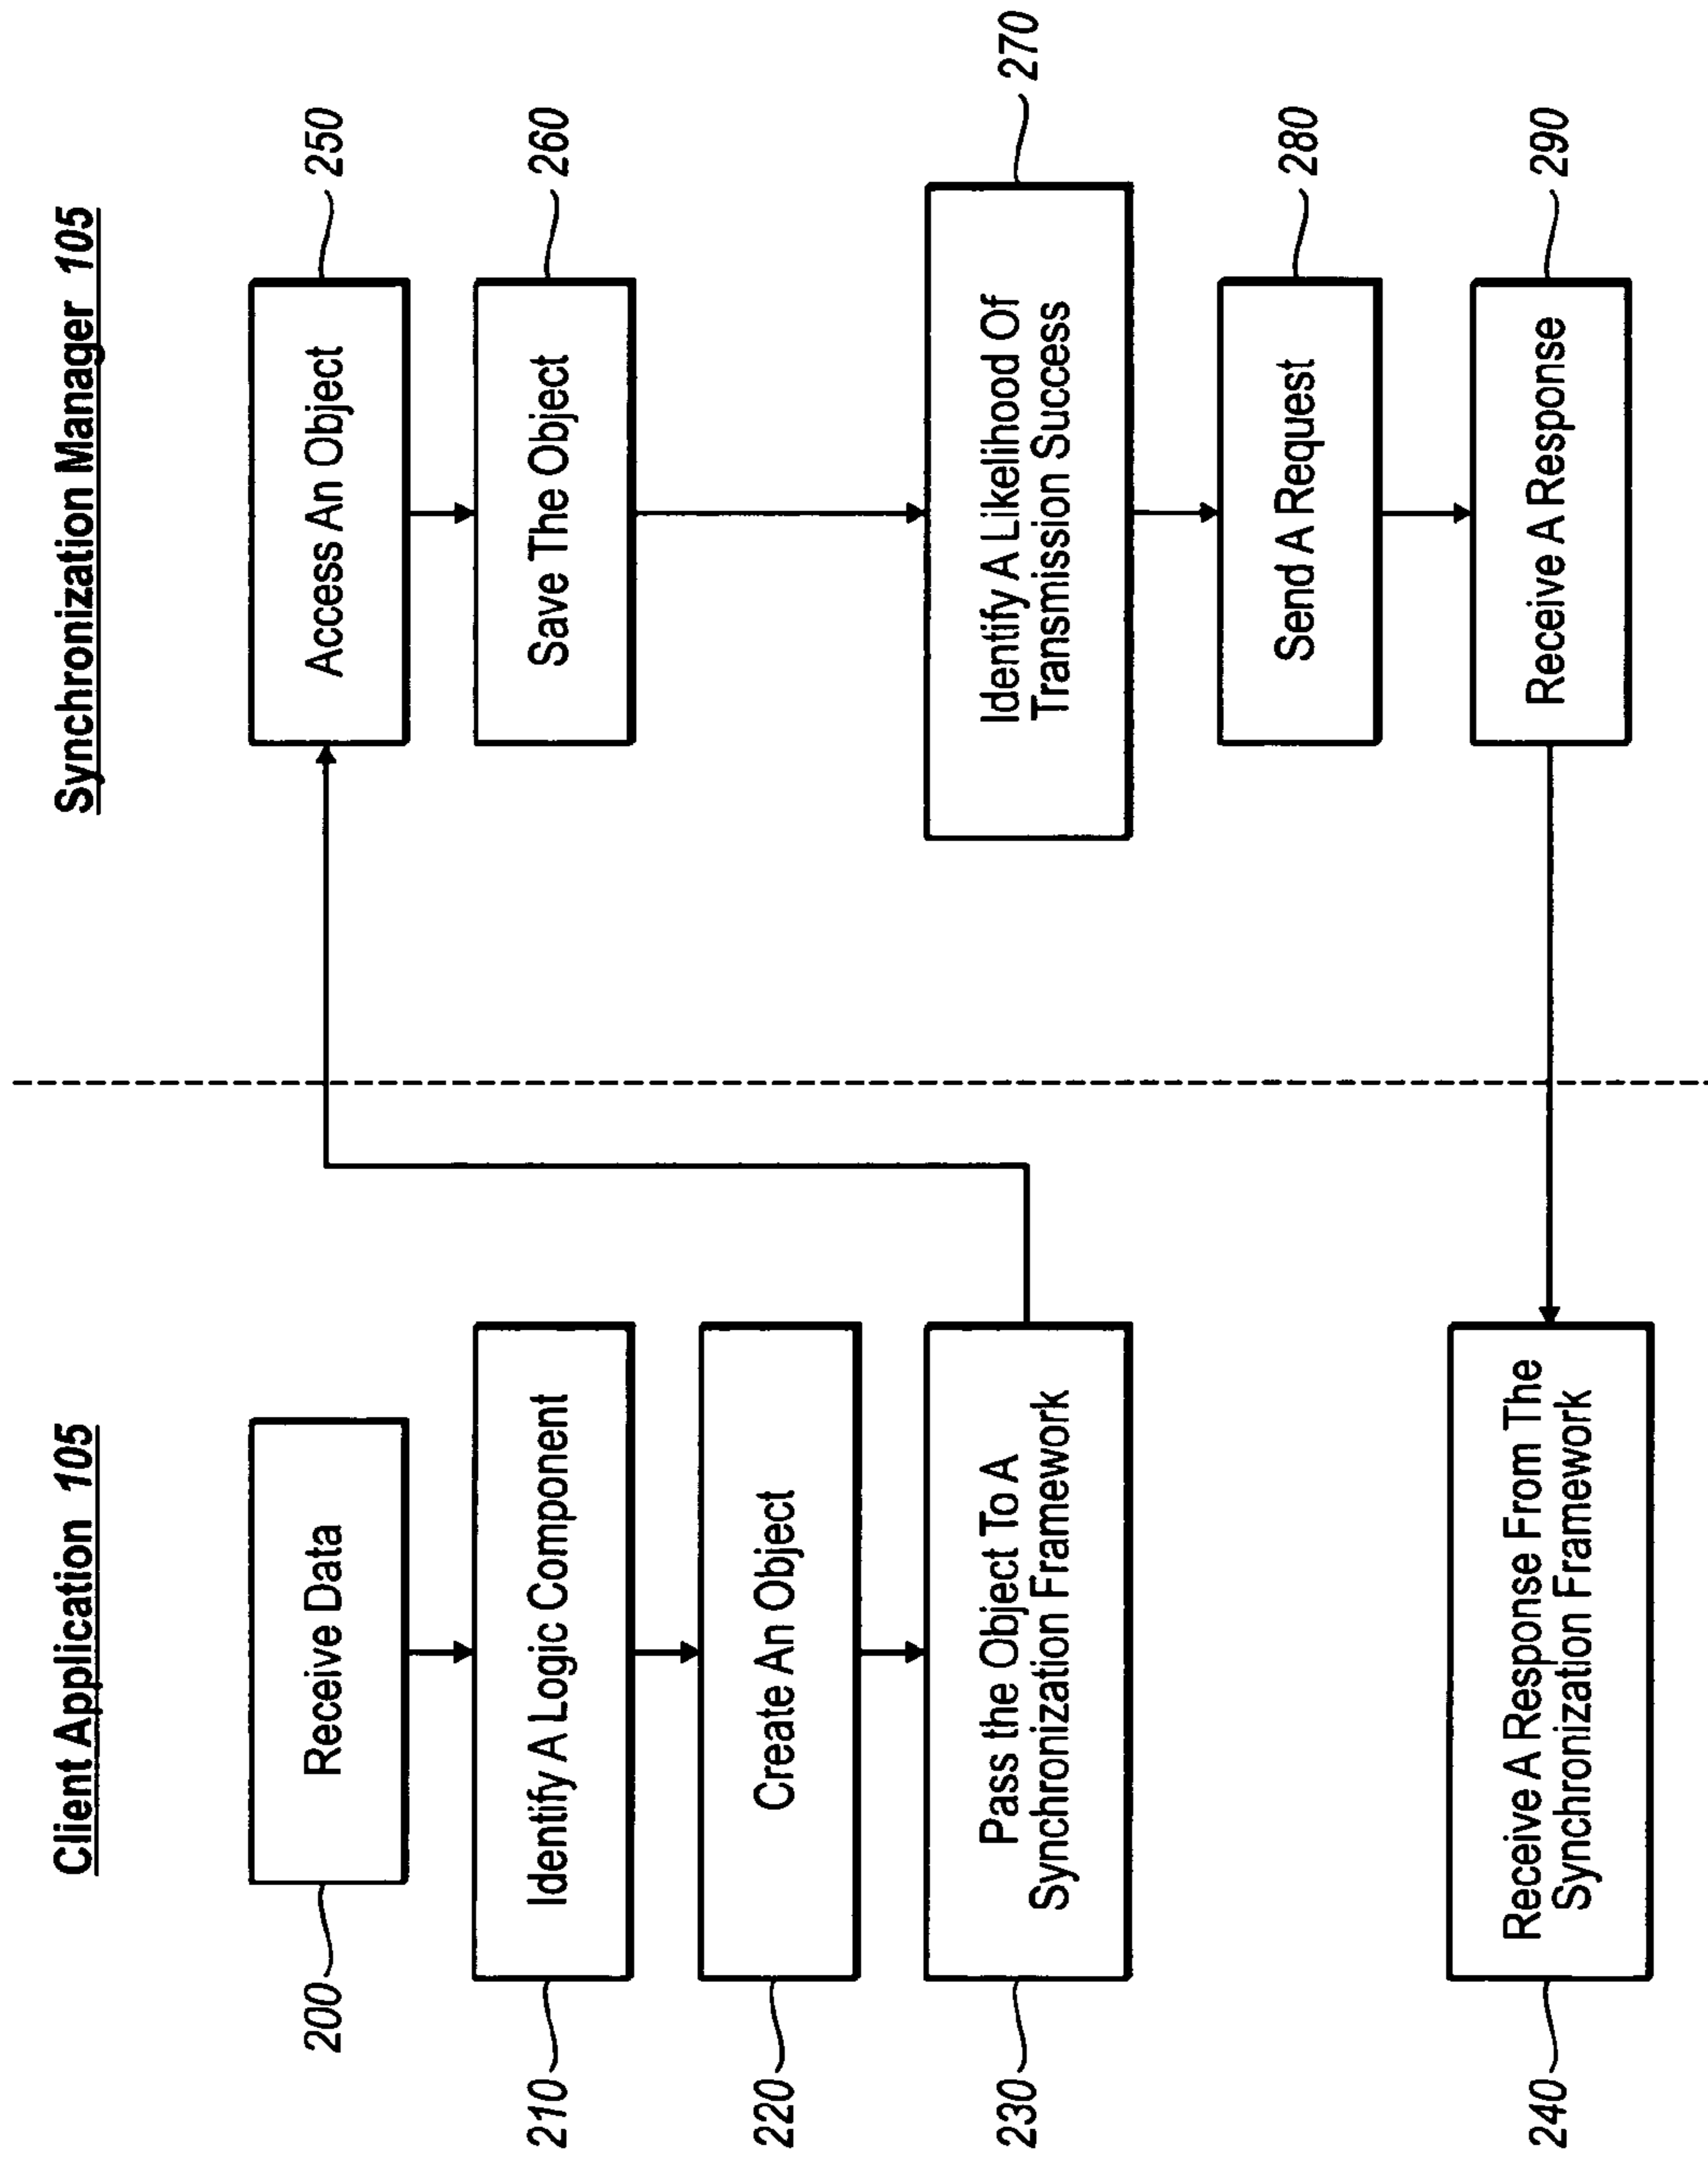 Client Application 105
Receive Data
200
Identify A Logic Component
210
Create An Object
220
Pass the Object To A
Synchronization Framework
230
Receive A Response From The
Synchronization Framework
240
Synchronization Manager 105
Access An Object
250
Save The Object
260
Identify A Likelihood Of
Transmission Success
270
Send A Request
280
Receive A Response
290